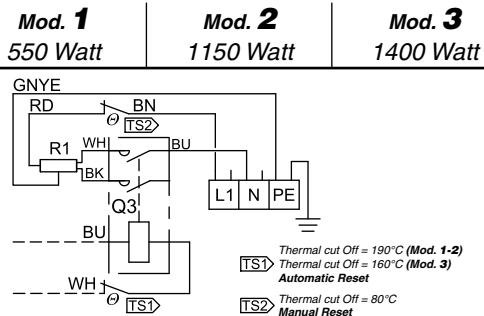 Mod. 1 Mod. 2 Mod. 3
550 Watt 1150 Watt 1400 Watt
GNYE
RD BN
Θ TS2
R1 WH BU
BK
L1 N PE
Q3
BU
Thermal cut Off = 190°C (Mod. 1-2)
TS1 Thermal cut Off = 160°C (Mod. 3)
Automatic Reset
WH
Θ TS1
TS2 Thermal cut Off = 80°C
Manual Reset